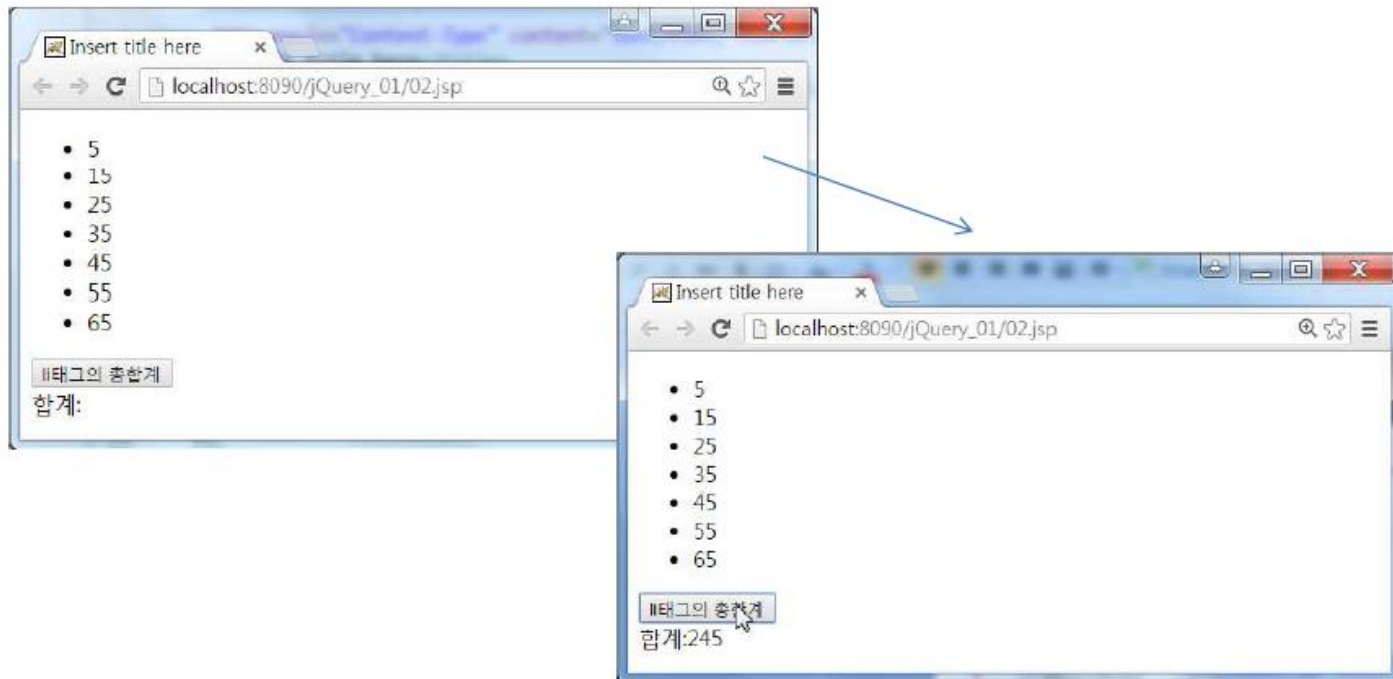 Insert title here
localhost:8090/jQuery_01/02.jsp
• 5
• 15
• 25
• 35
• 45
• 55
• 65
li태그의 총합계
합계:
Insert title here
localhost:8090/jQuery_01/02.jsp
• 5
• 15
• 25
• 35
• 45
• 55
• 65
li태그의 총합계
합계:245